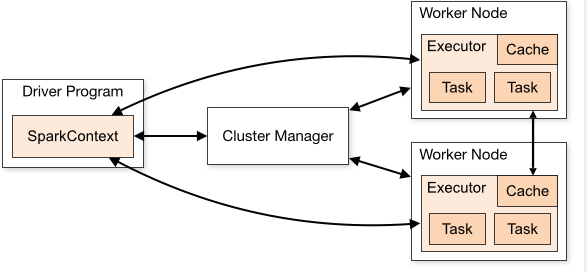 Driver Program
SparkContext
Cluster Manager
Worker Node
Executor
Cache
Task
Task
Worker Node
Executor
Cache
Task
Task